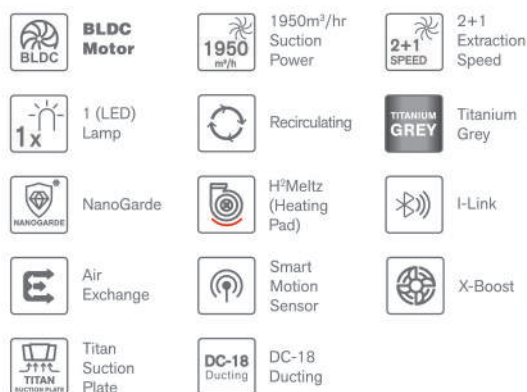 BLDC
BLDC
Motor
1950
m³/h
1950m³/hr
Suction
Power
2+1
SPEED
2+1
Extraction
Speed
1x
1 (LED)
Lamp
Recirculating
TITANIUM
GREY
Titanium
Grey
NANOGARDE
NanoGarde
H²Meltz
(Heating
Pad)
I-Link
Air
Exchange
Smart
Motion
Sensor
X-Boost
TITAN
SUCTION PLATE
Titan
Suction
Plate
DC-18
Ducting
DC-18
Ducting